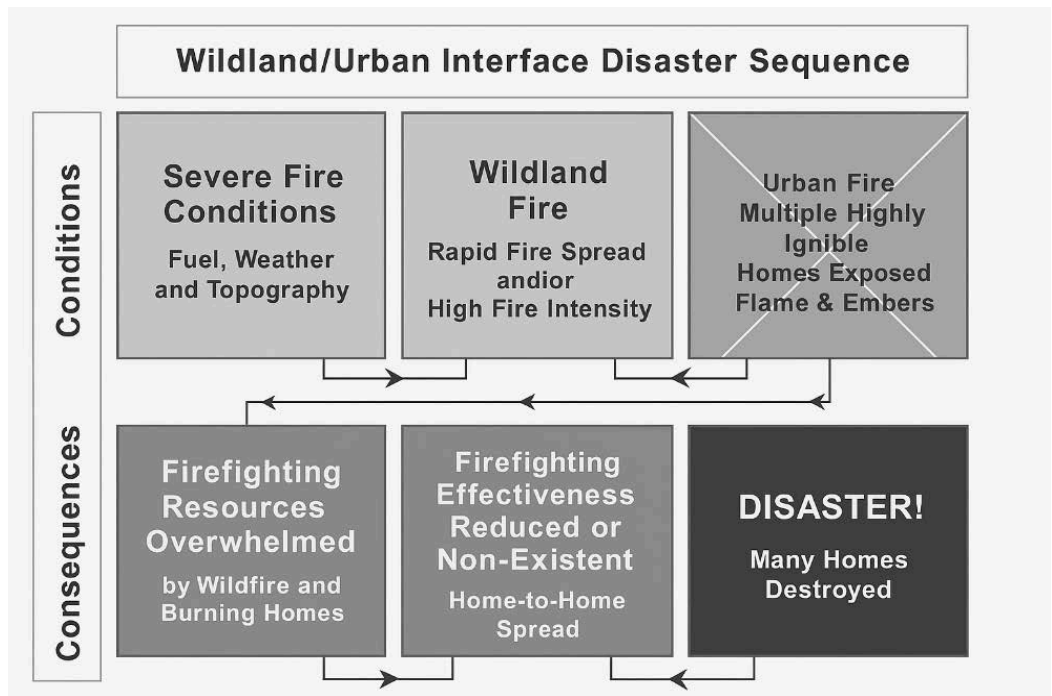 Wildland/Urban Interface Disaster Sequence
Conditions
Severe Fire
Conditions
Fuel, Weather
and Topography
Wildland
Fire
Rapid Fire Spread
andior
High Fire Intensity
Urban Fire
Multiple Highly
Ignible
Homes Exposed
Flame & Embers
Consequences
Firefighting
Resources
Overwhelmed
by Wildfire and
Burning Homes
Firefighting
Effectiveness
Reduced or
Non-Existent
Home-to-Home
Spread
DISASTER!
Many Homes
Destroyed